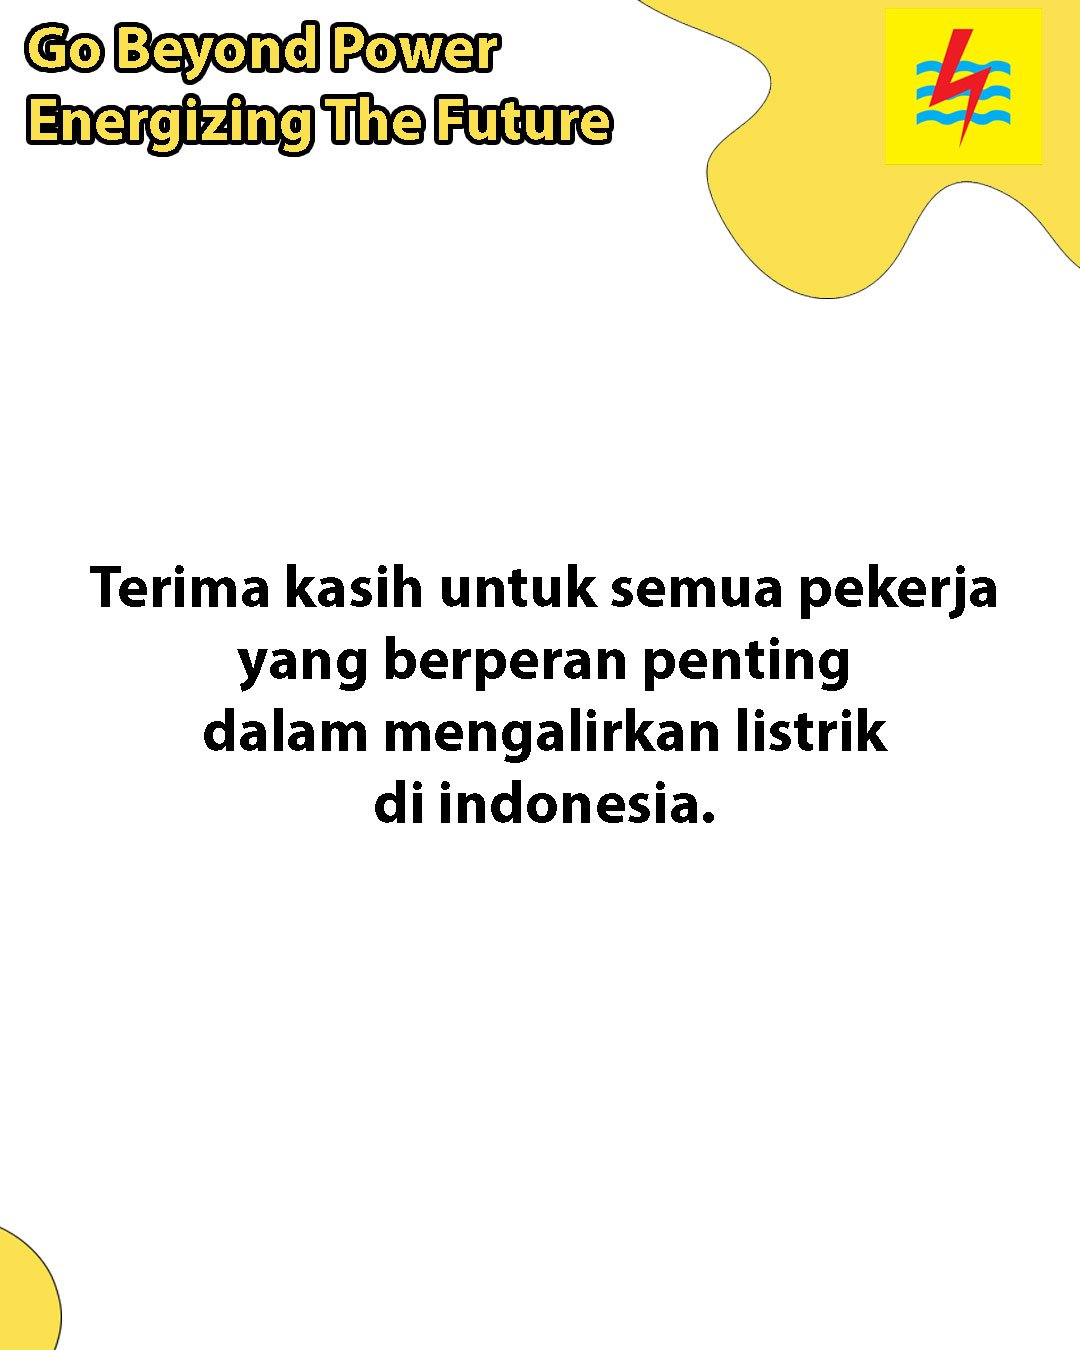 Go Beyond Power
Energizing The Future
Terima kasih untuk semua pekerja
yang berperan penting
dalam mengalirkan listrik
di indonesia.